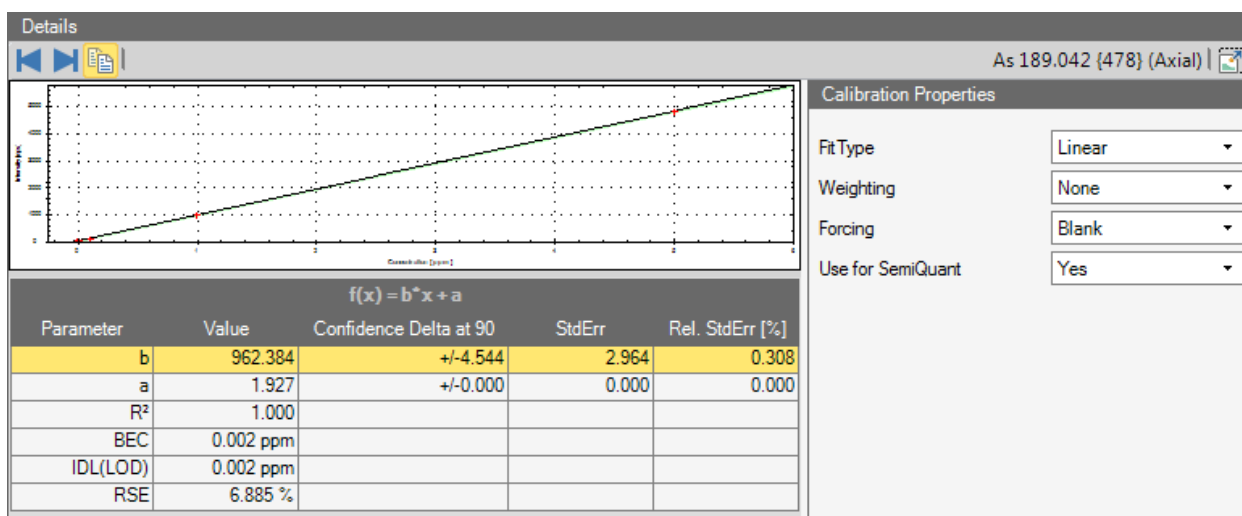 Details
As 189.042 {478} (Axial)
Calibration Properties
Fit Type Linear
Weighting None
Forcing Blank
Use for SemiQuant Yes
Concentration [ppm]
f(x) = b*x + a
Parameter Value Confidence Delta at 90 StdErr Rel. StdErr [%]
b 962.384 +/-4.544 2.964 0.308
a 1.927 +/-0.000 0.000 0.000
R² 1.000
BEC 0.002 ppm
IDL(LOD) 0.002 ppm
RSE 6.885 %